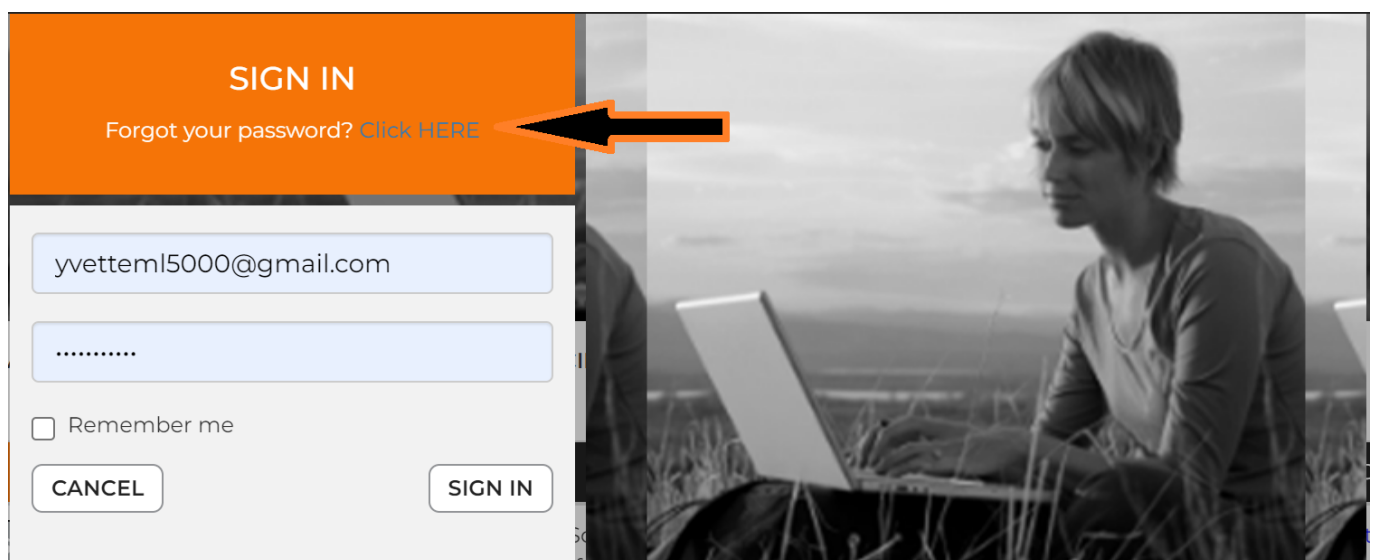 SIGN IN
Forgot your password? Click HERE
yvetteml5000@gmail.com
...........
Remember me
CANCEL
SIGN IN